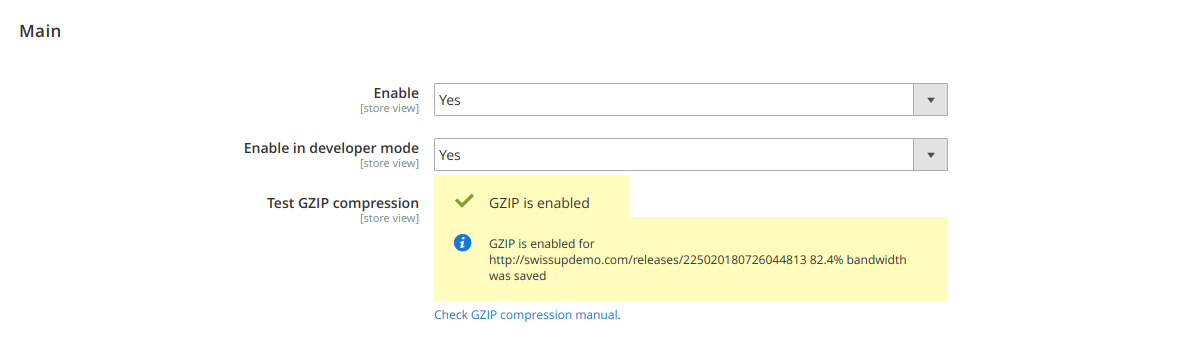 Main
Enable
[store view]
Yes
Enable in developer mode
[store view]
Yes
Test GZIP compression
[store view]
GZIP is enabled
GZIP is enabled for
http://swissupdemo.com/releases/225020180726044813 82.4% bandwidth
was saved
Check GZIP compression manual.